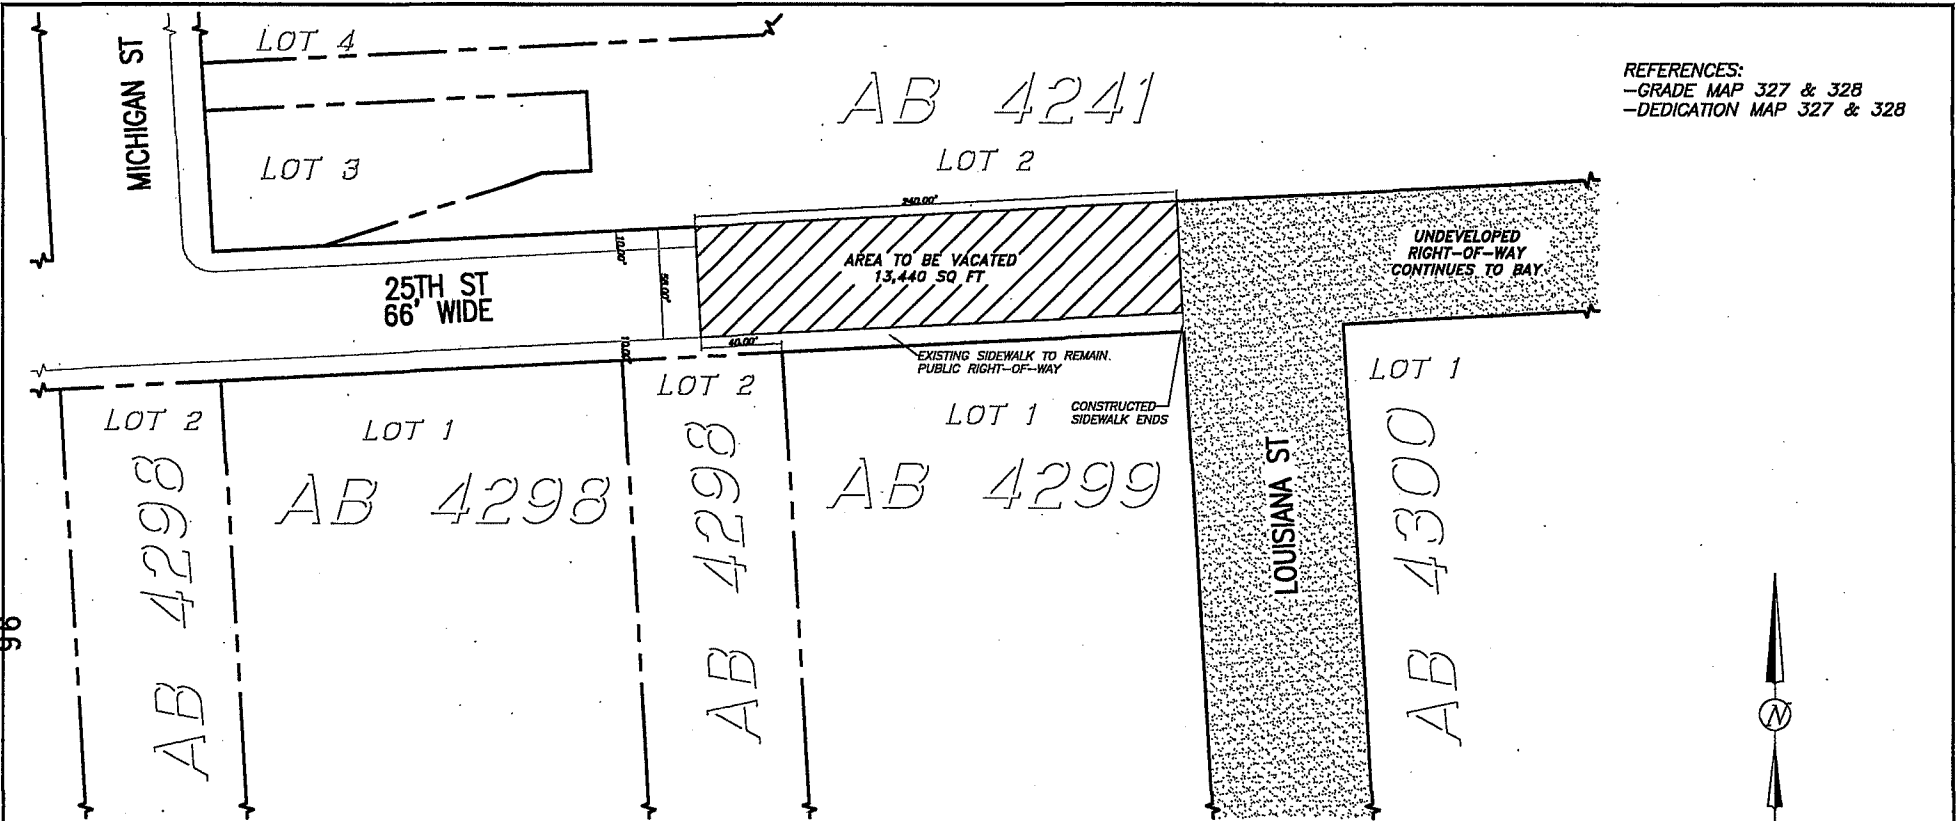 LOT 4
MICHIGAN ST
AB 4241
REFERENCES:
-GRADE MAP 327 & 328
-DEDICATION MAP 327 & 328
LOT 3
LOT 2
240.00'
10.00'
56.00'
AREA TO BE VACATED
13,440 SQ FT
UNDEVELOPED
RIGHT-OF-WAY
CONTINUES TO BAY.
25TH ST
66' WIDE
10.00'
40.00'
EXISTING SIDEWALK TO REMAIN.
PUBLIC RIGHT-OF-WAY
LOT 2
LOT 1
LOT 2
LOT 1
CONSTRUCTED
SIDEWALK ENDS
LOT 1
AB 4298
AB 4298
AB 4298
AB 4299
LOUISIANA ST
AB 4300
96
N